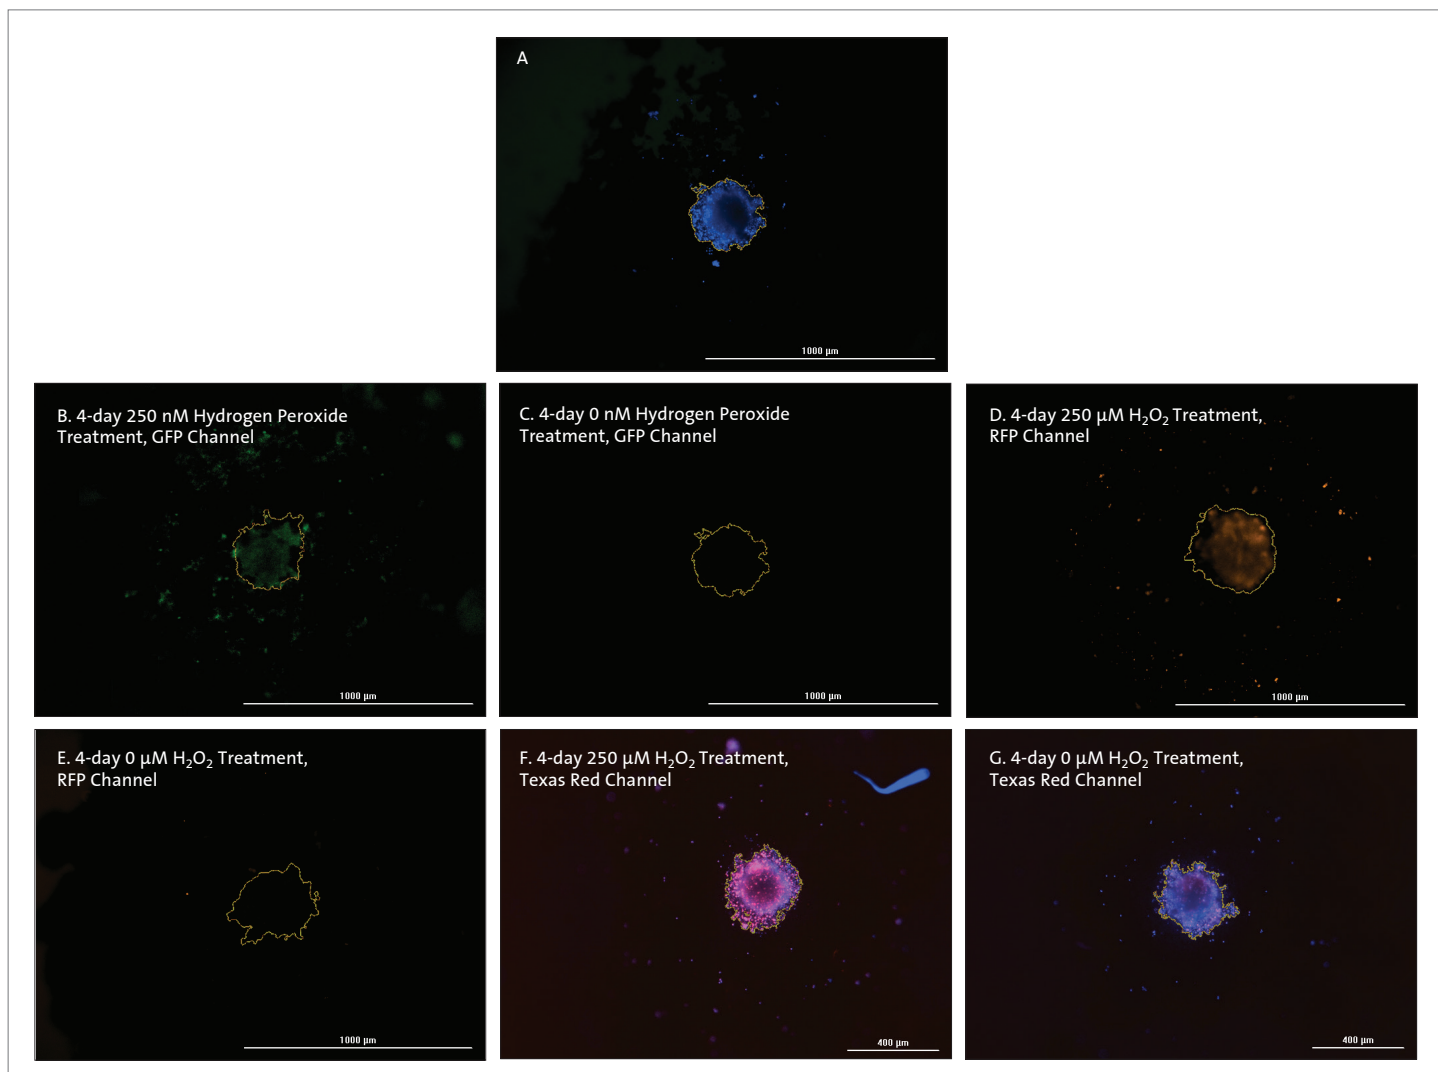 A
1000 µm
B. 4-day 250 nM Hydrogen Peroxide
Treatment, GFP Channel
1000 µm
C. 4-day 0 nM Hydrogen Peroxide
Treatment, GFP Channel
1000 µm
D. 4-day 250 µM H₂O₂ Treatment,
RFP Channel
1000 µm
E. 4-day 0 µM H₂O₂ Treatment,
RFP Channel
1000 µm
F. 4-day 250 µM H₂O₂ Treatment,
Texas Red Channel
400 µm
G. 4-day 0 µM H₂O₂ Treatment,
Texas Red Channel
400 µm